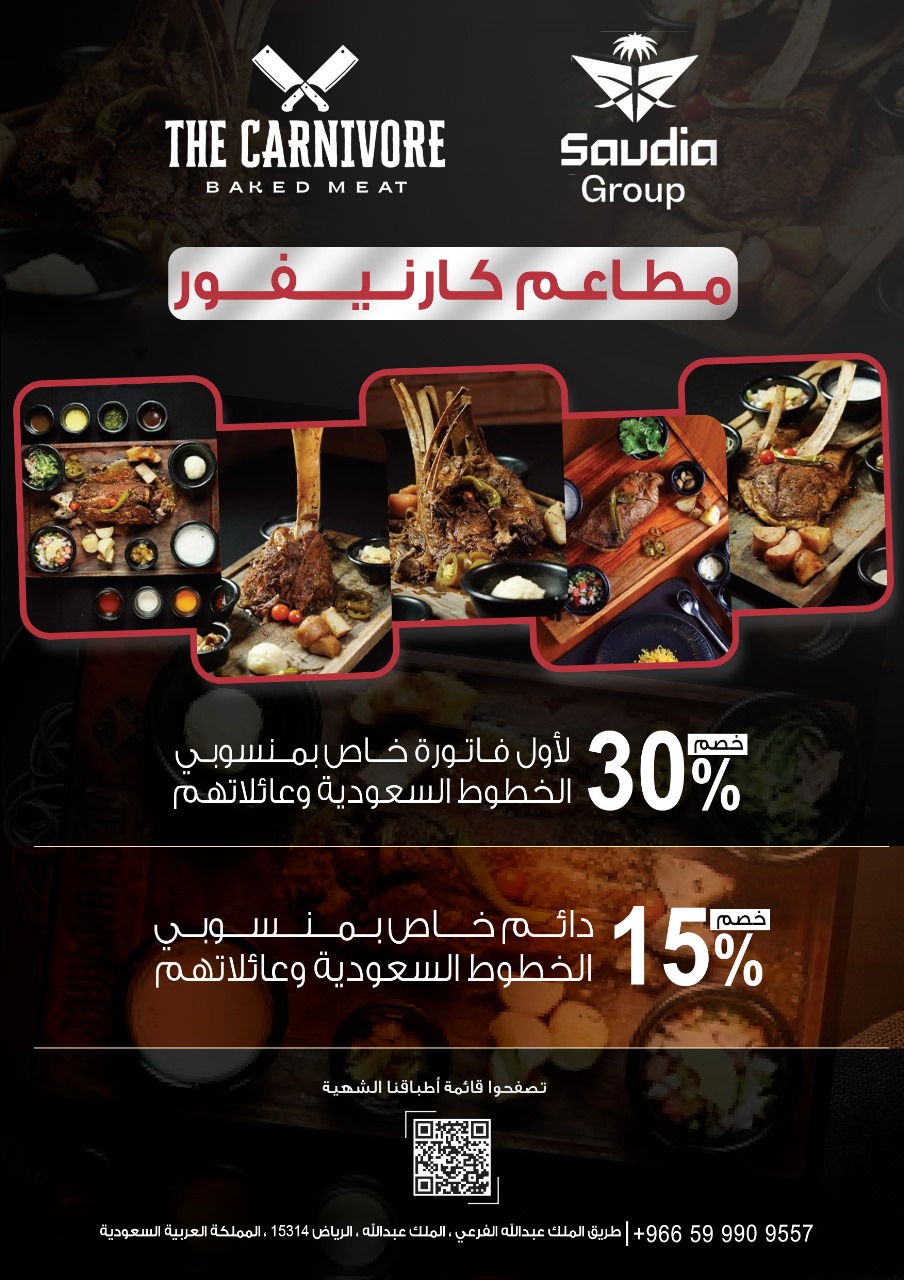 THE CARNIVORE
BAKED MEAT
Saudia
Group
مطاعم كارنيفور
خصم
30%
لأول فاتورة خاص بمنسوبي
الخطوط السعودية وعائلاتهم
خصم
15%
دائم خاص بمنسوبي
الخطوط السعودية وعائلاتهم
تصفحوا قائمة أطباقنا الشهية
+966 59 990 9557 | طريق الملك عبدالله الفرعي ، الملك عبدالله ، الرياض 15314 ، المملكة العربية السعودية